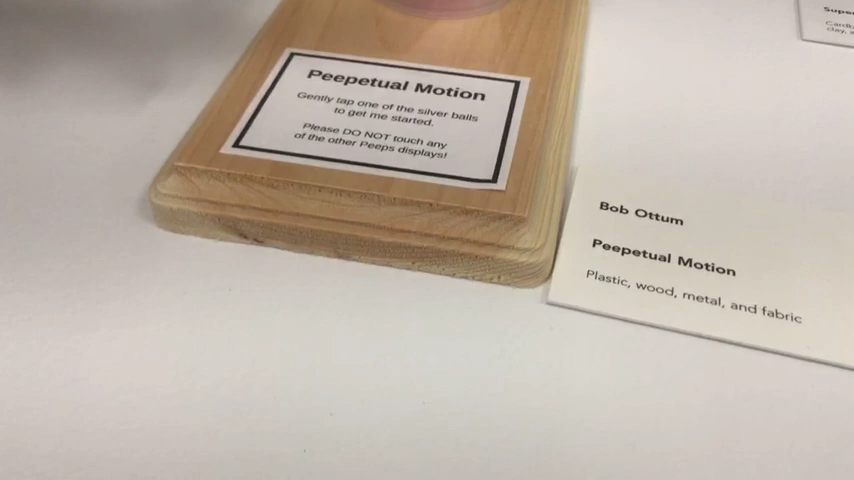 Peepetual Motion
Gently tap one of the silver balls
to get me started.
Please DO NOT touch any
of the other Peeps displays!
Bob Ottum
Peepetual Motion
Plastic, wood, metal, and fabric
clay,